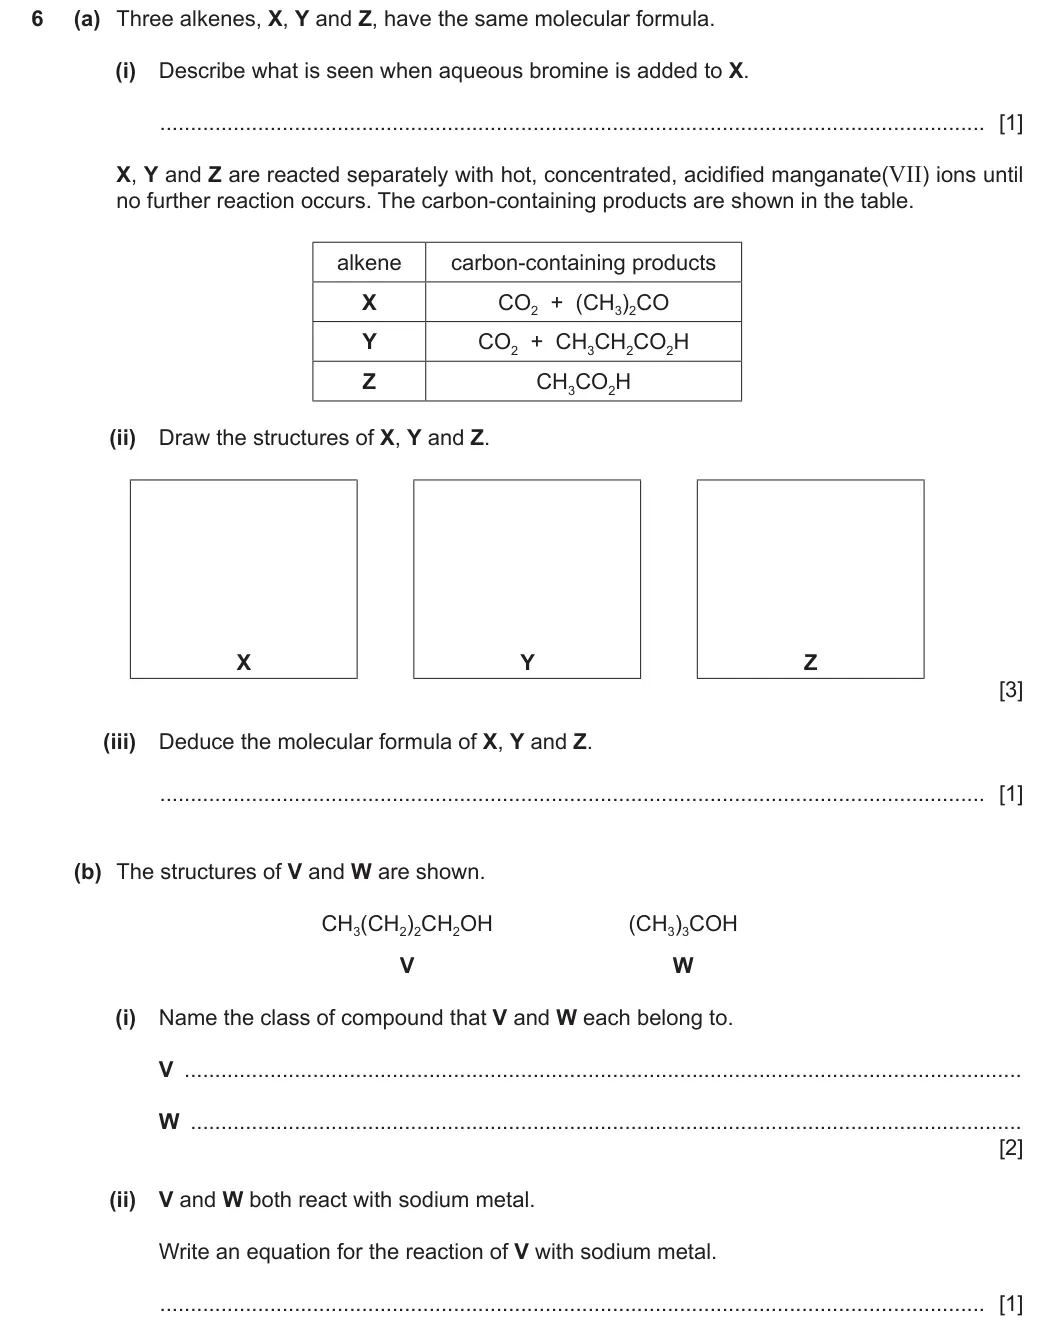 6 (a) Three alkenes, X, Y and Z, have the same molecular formula.
(i) Describe what is seen when aqueous bromine is added to X.
.......................................................................................................................................... [1]
X, Y and Z are reacted separately with hot, concentrated, acidified manganate(VII) ions until
no further reaction occurs. The carbon-containing products are shown in the table.
alkene carbon-containing products
X CO₂ + (CH₃)₂CO
Y CO₂ + CH₃CH₂CO₂H
Z CH₃CO₂H
(ii) Draw the structures of X, Y and Z.
X Y Z
[3]
(iii) Deduce the molecular formula of X, Y and Z.
.......................................................................................................................................... [1]
(b) The structures of V and W are shown.
CH₃(CH₂)₂CH₂OH (CH₃)₃COH
V W
(i) Name the class of compound that V and W each belong to.
V ..........................................................................................................................................
W ..........................................................................................................................................
[2]
(ii) V and W both react with sodium metal.
Write an equation for the reaction of V with sodium metal.
.......................................................................................................................................... [1]